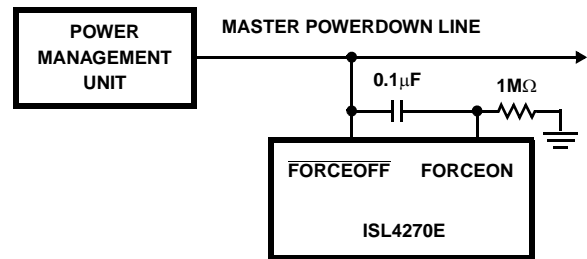 POWER
MANAGEMENT
UNIT
MASTER POWERDOWN LINE
0.1μF
1MΩ
FORCEOFF
FORCEON
ISL4270E